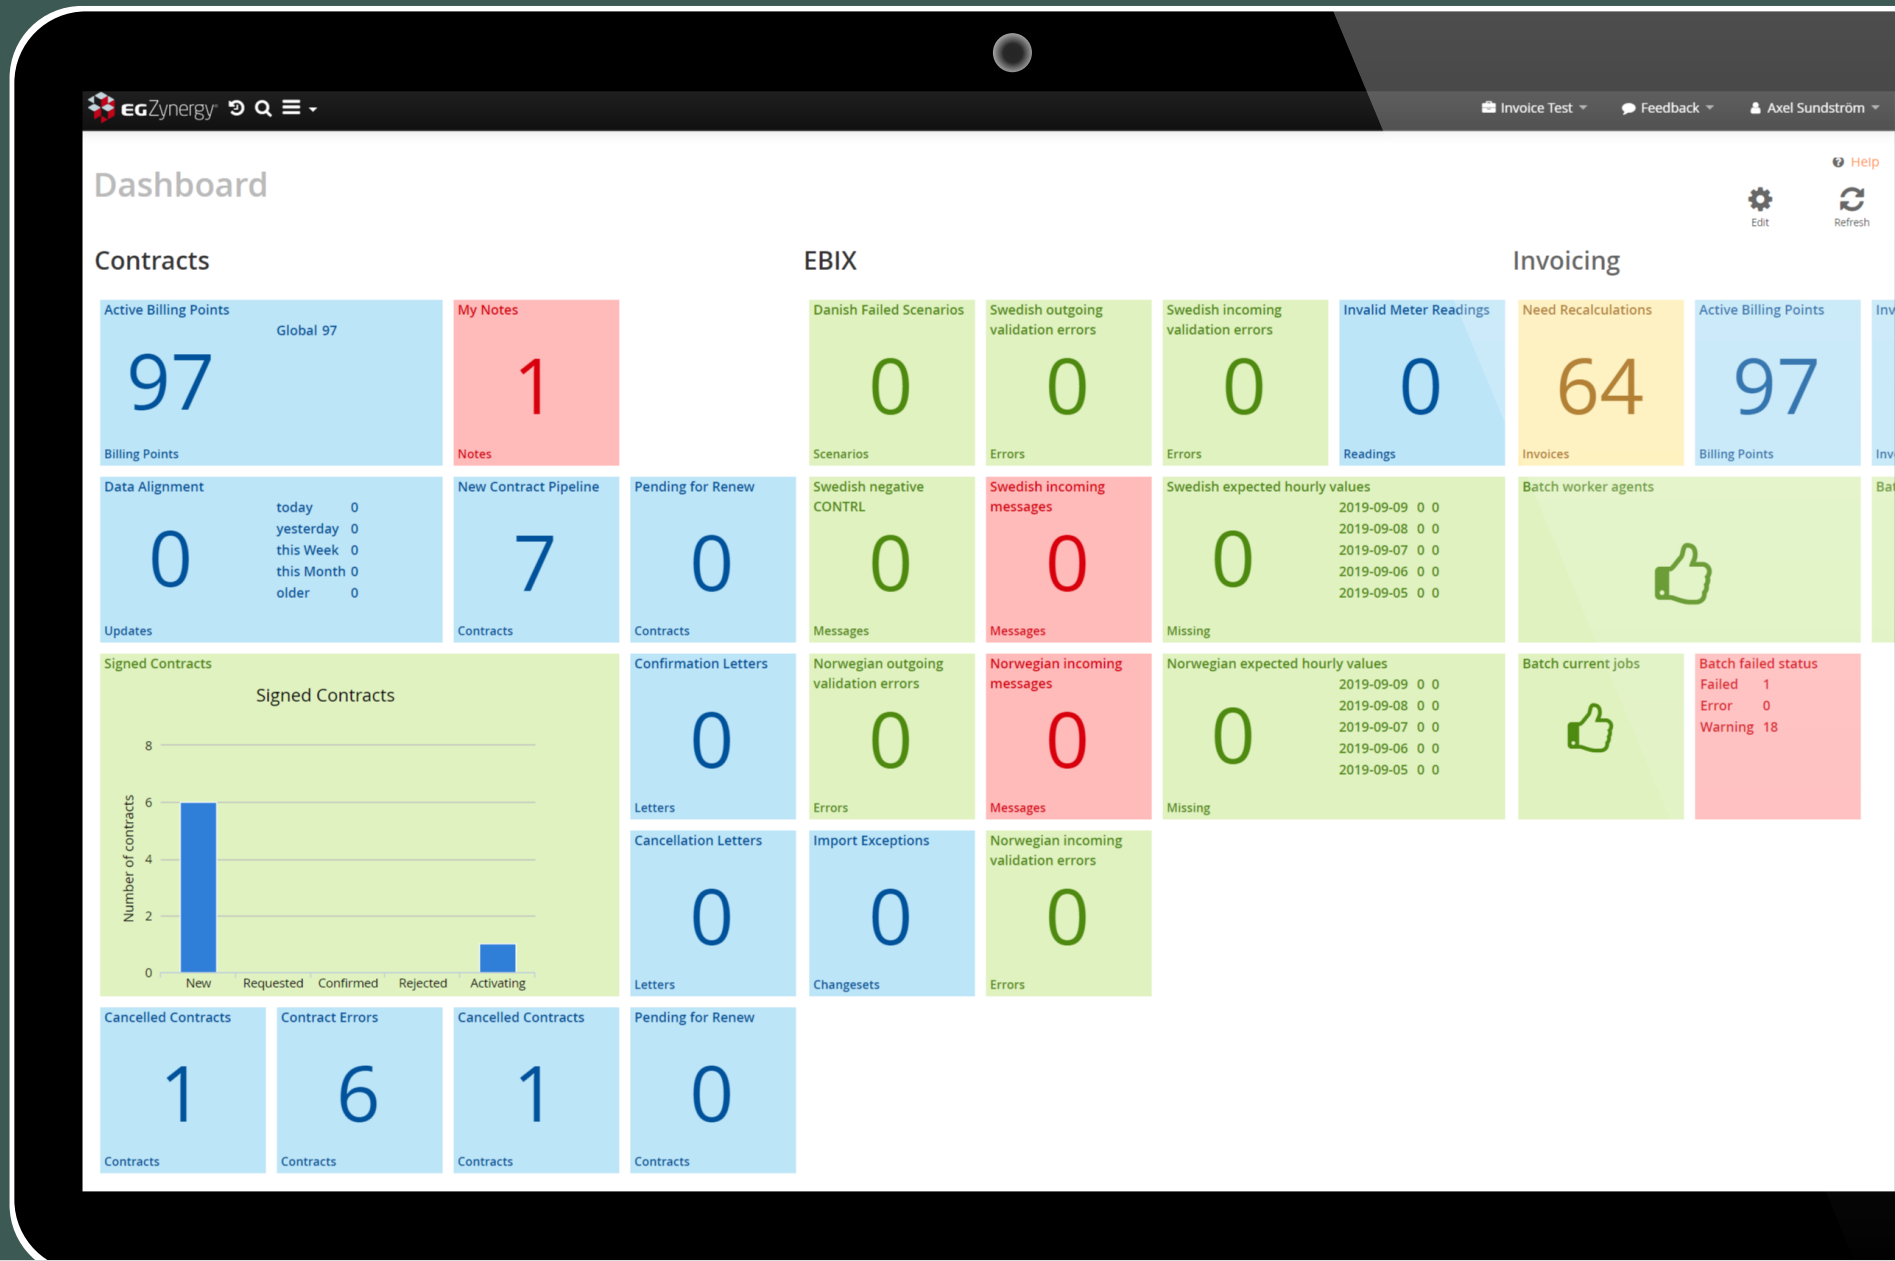 EGZynergy
Invoice Test
Feedback
Axel Sundström
Help
Dashboard
Edit
Refresh
Contracts
Active Billing Points
Global 97
97
Billing Points
My Notes
1
Notes
Data Alignment
0
today 0
yesterday 0
this Week 0
this Month 0
older 0
Updates
New Contract Pipeline
7
Contracts
Pending for Renew
0
Contracts
Signed Contracts
Signed Contracts
Number of contracts
8
6
4
2
0
New Requested Confirmed Rejected Activating
Confirmation Letters
0
Letters
Cancellation Letters
0
Letters
Cancelled Contracts
1
Contracts
Contract Errors
6
Contracts
Cancelled Contracts
1
Contracts
Pending for Renew
0
Contracts
EBIX
Danish Failed Scenarios
0
Scenarios
Swedish outgoing
validation errors
0
Errors
Swedish incoming
validation errors
0
Errors
Invalid Meter Readings
0
Readings
Swedish negative
CONTRL
0
Messages
Swedish incoming
messages
0
Messages
Swedish expected hourly values
0
2019-09-09 0 0
2019-09-08 0 0
2019-09-07 0 0
2019-09-06 0 0
2019-09-05 0 0
Missing
Norwegian outgoing
validation errors
0
Errors
Norwegian incoming
messages
0
Messages
Norwegian expected hourly values
0
2019-09-09 0 0
2019-09-08 0 0
2019-09-07 0 0
2019-09-06 0 0
2019-09-05 0 0
Missing
Import Exceptions
0
Changesets
Norwegian incoming
validation errors
0
Errors
Invoicing
Need Recalculations
64
Invoices
Active Billing Points
97
Billing Points
Batch worker agents
Batch current jobs
Batch failed status
Failed 1
Error 0
Warning 18